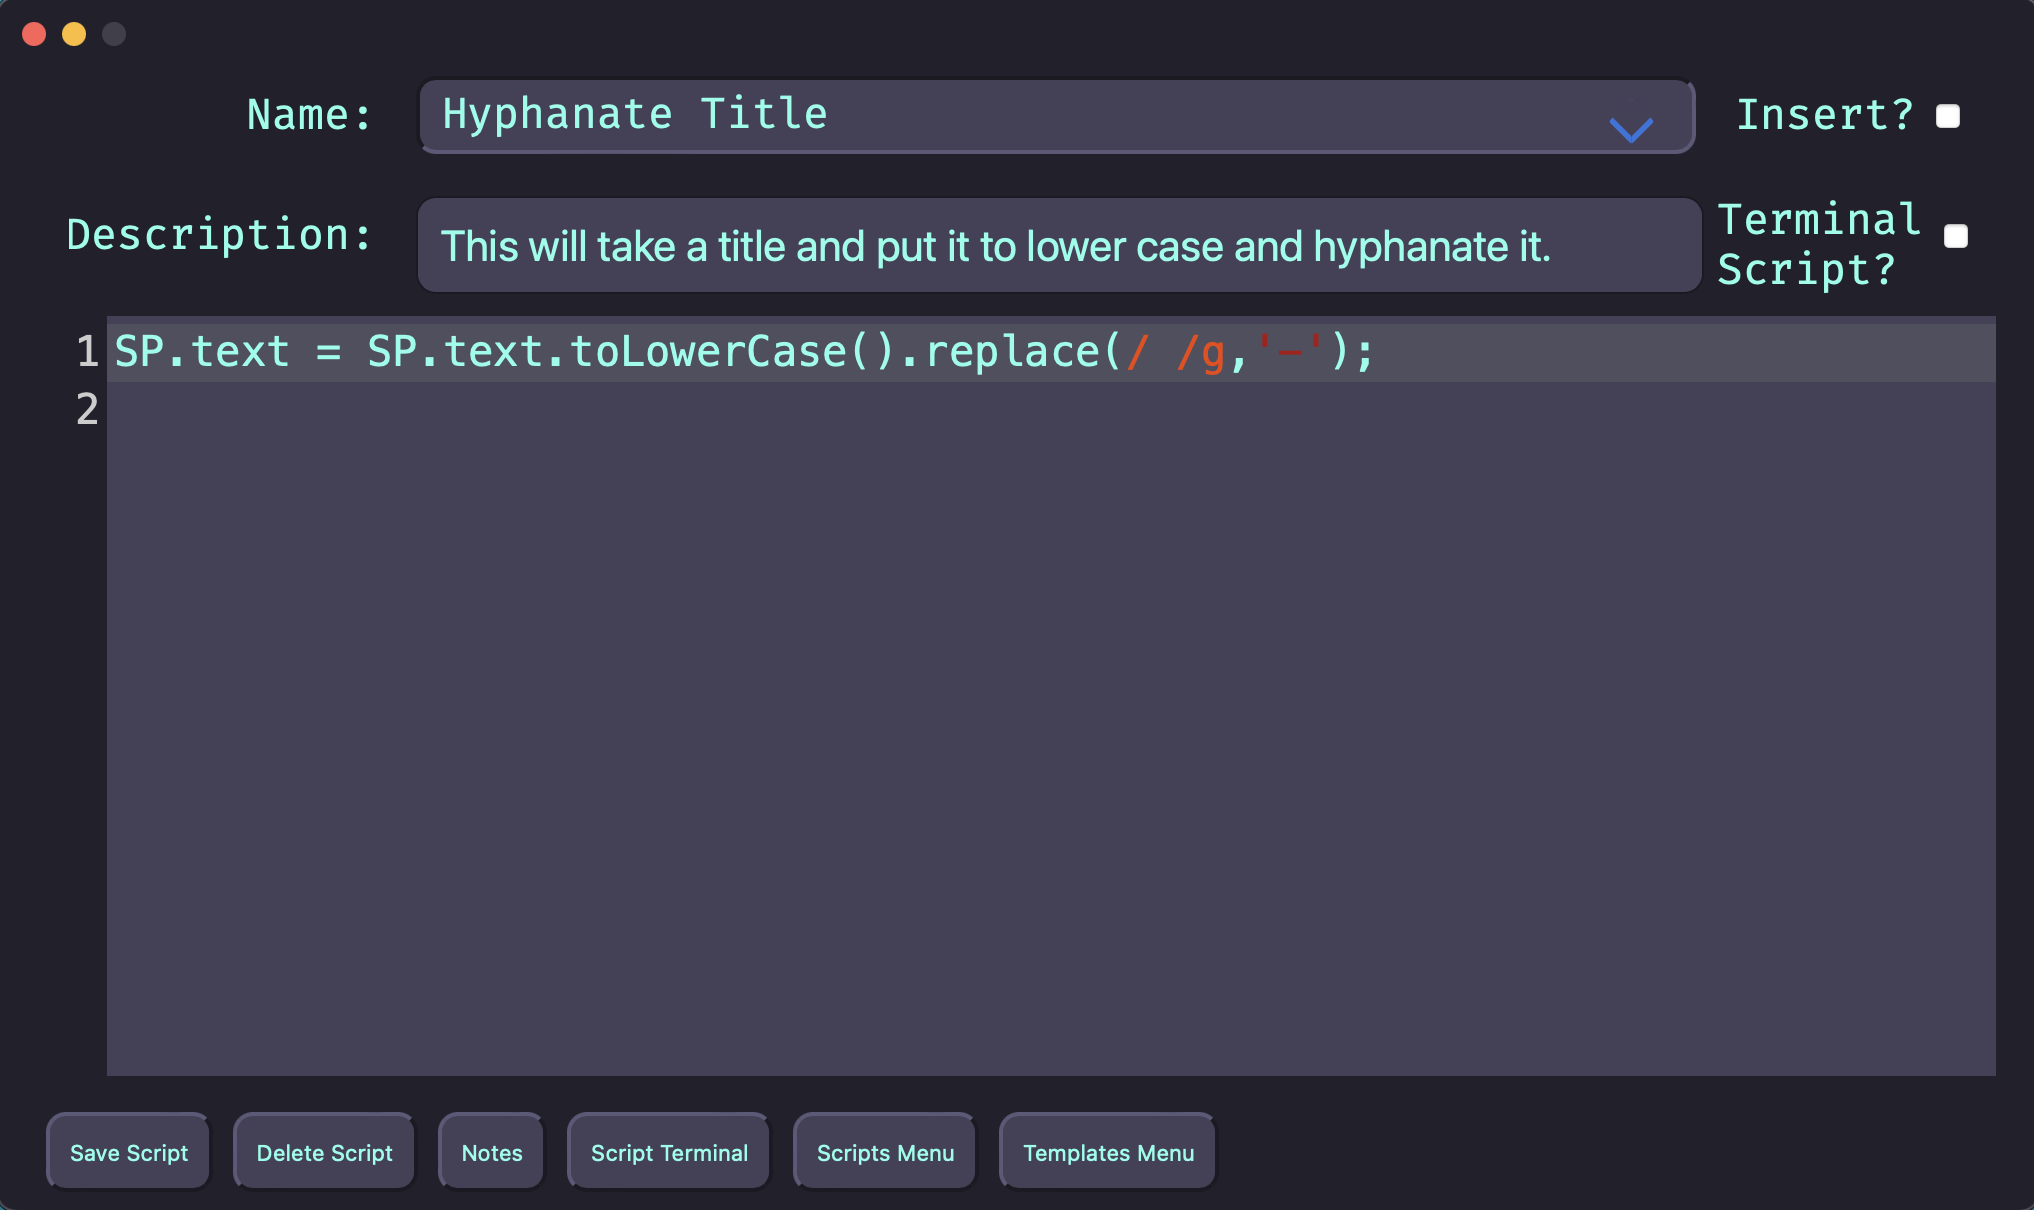 Name: Hyphanate Title Insert?
Description: This will take a title and put it to lower case and hyphanate it. Terminal Script?
1 SP.text = SP.text.toLowerCase().replace(/ /g,'-');
2
Save Script Delete Script Notes Script Terminal Scripts Menu Templates Menu